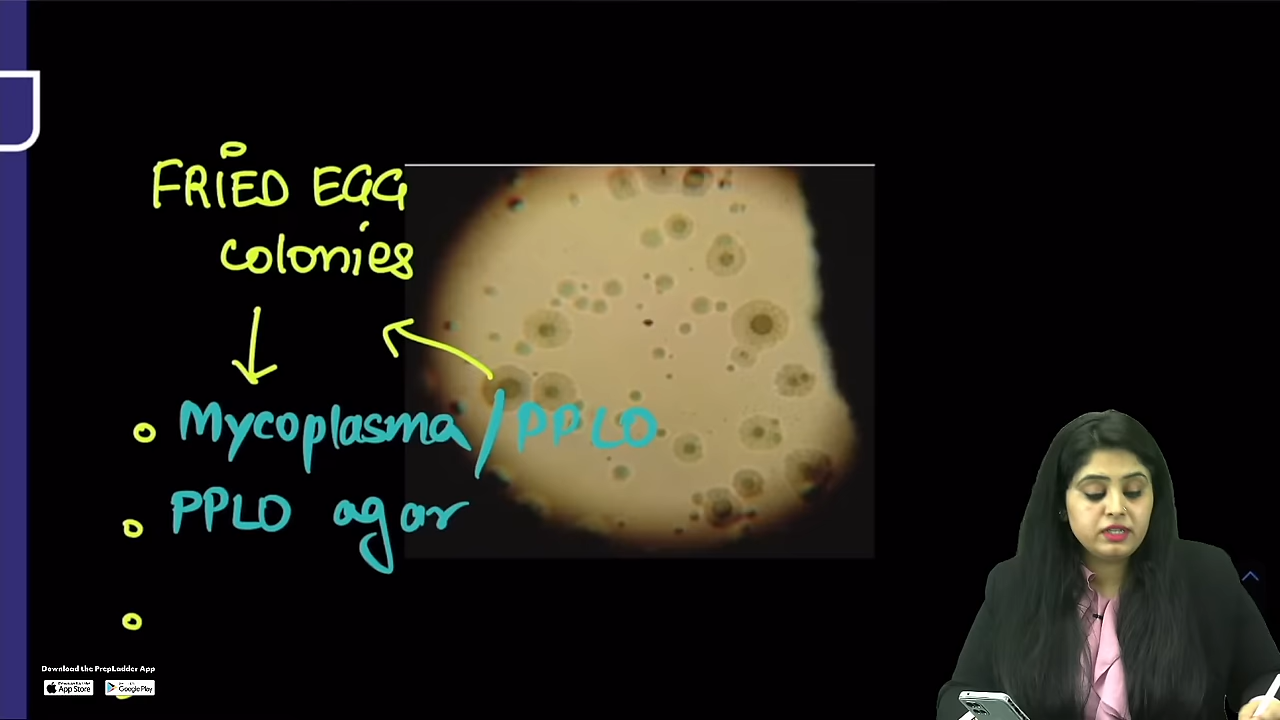 FRIED EGG
colonies
Mycoplasma / PPLO
PPLO agar
Download the PrepLadder App
App Store
Google Play